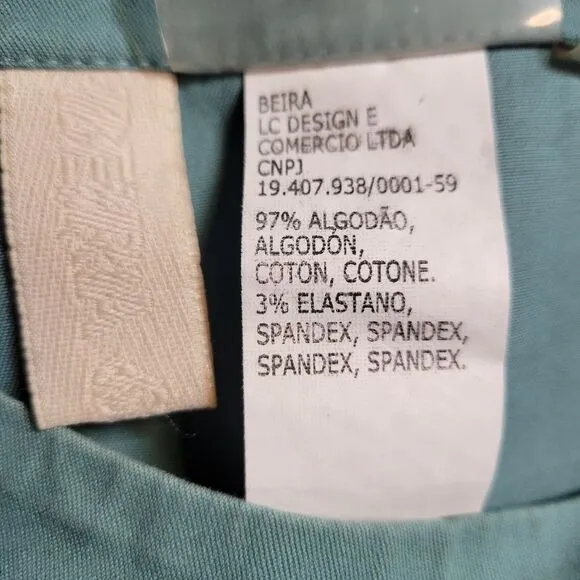 BEIRA
LC DESIGN E
COMERCIO LTDA
CNPJ
19.407.938/0001-59
97% ALGODÃO,
ALGODÓN,
COTON, COTONE.
3% ELASTANO,
SPANDEX, SPANDEX,
SPANDEX, SPANDEX.